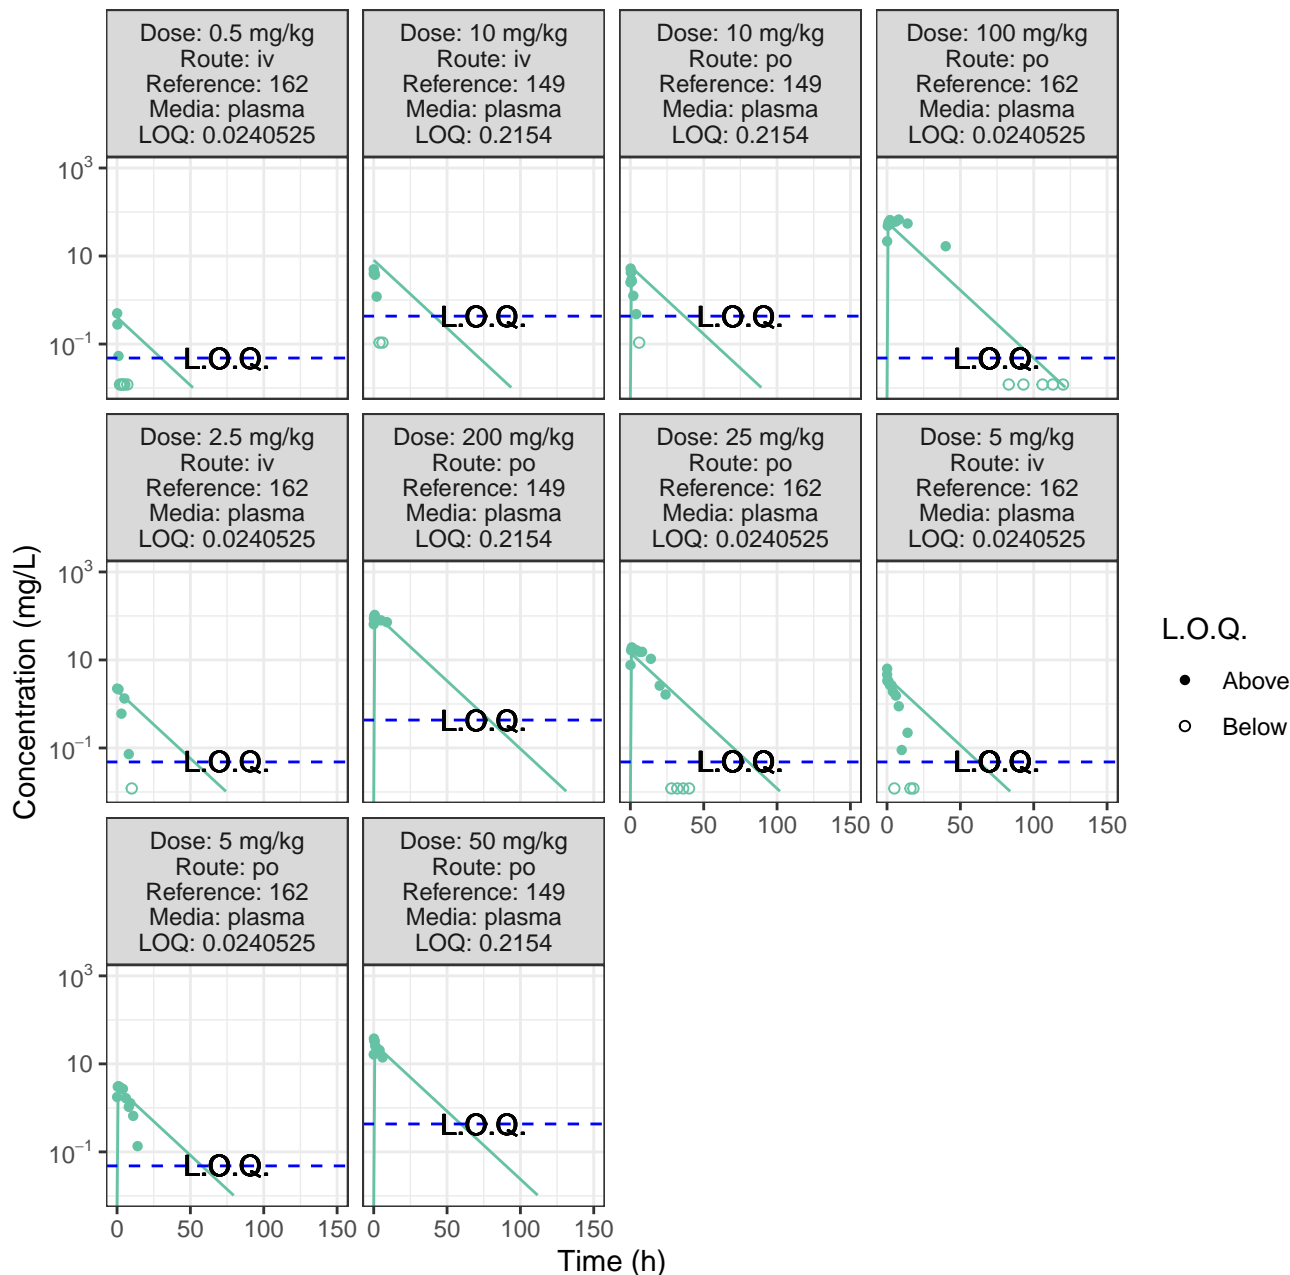 Dose: 0.5 mg/kg
Route: iv
Reference: 162
Media: plasma
LOQ: 0.0240525
Dose: 10 mg/kg
Route: iv
Reference: 149
Media: plasma
LOQ: 0.2154
Dose: 10 mg/kg
Route: po
Reference: 149
Media: plasma
LOQ: 0.2154
Dose: 100 mg/kg
Route: po
Reference: 162
Media: plasma
LOQ: 0.0240525
10³
10
10⁻¹
L.O.Q.
L.O.Q.
L.O.Q.
L.O.Q.
Dose: 2.5 mg/kg
Route: iv
Reference: 162
Media: plasma
LOQ: 0.0240525
Dose: 200 mg/kg
Route: po
Reference: 149
Media: plasma
LOQ: 0.2154
Dose: 25 mg/kg
Route: po
Reference: 162
Media: plasma
LOQ: 0.0240525
Dose: 5 mg/kg
Route: iv
Reference: 162
Media: plasma
LOQ: 0.0240525
10³
10
10⁻¹
L.O.Q.
L.O.Q.
L.O.Q.
L.O.Q.
0 50 100 150
0 50 100 150
Dose: 5 mg/kg
Route: po
Reference: 162
Media: plasma
LOQ: 0.0240525
Dose: 50 mg/kg
Route: po
Reference: 149
Media: plasma
LOQ: 0.2154
10³
10
10⁻¹
L.O.Q.
L.O.Q.
0 50 100 150
0 50 100 150
Time (h)
Concentration (mg/L)
L.O.Q.
Above
Below